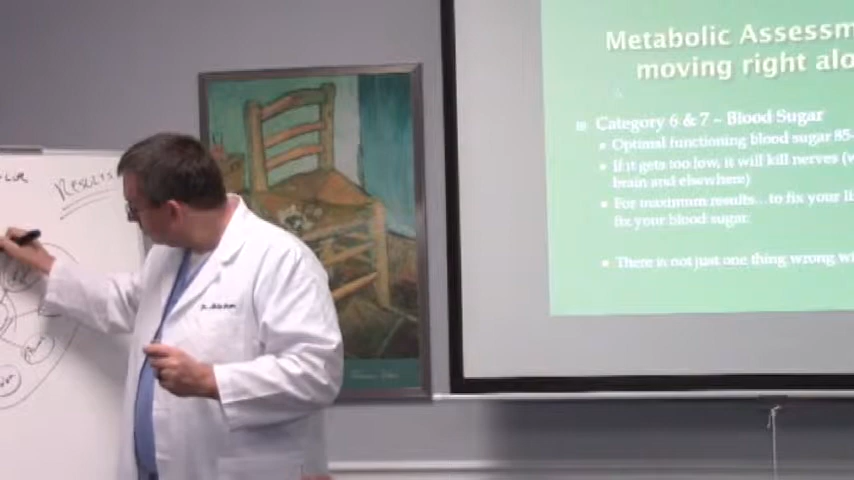 Results
Metabolic Assessm
moving right alo
Category 6 & 7 – Blood Sugar
Optimal functioning blood sugar 85-
If it gets too low, it will kill nerves (w
brain and elsewhere)
For maximum results…to fix your li
fix your blood sugar.
There is not just one thing wrong wi